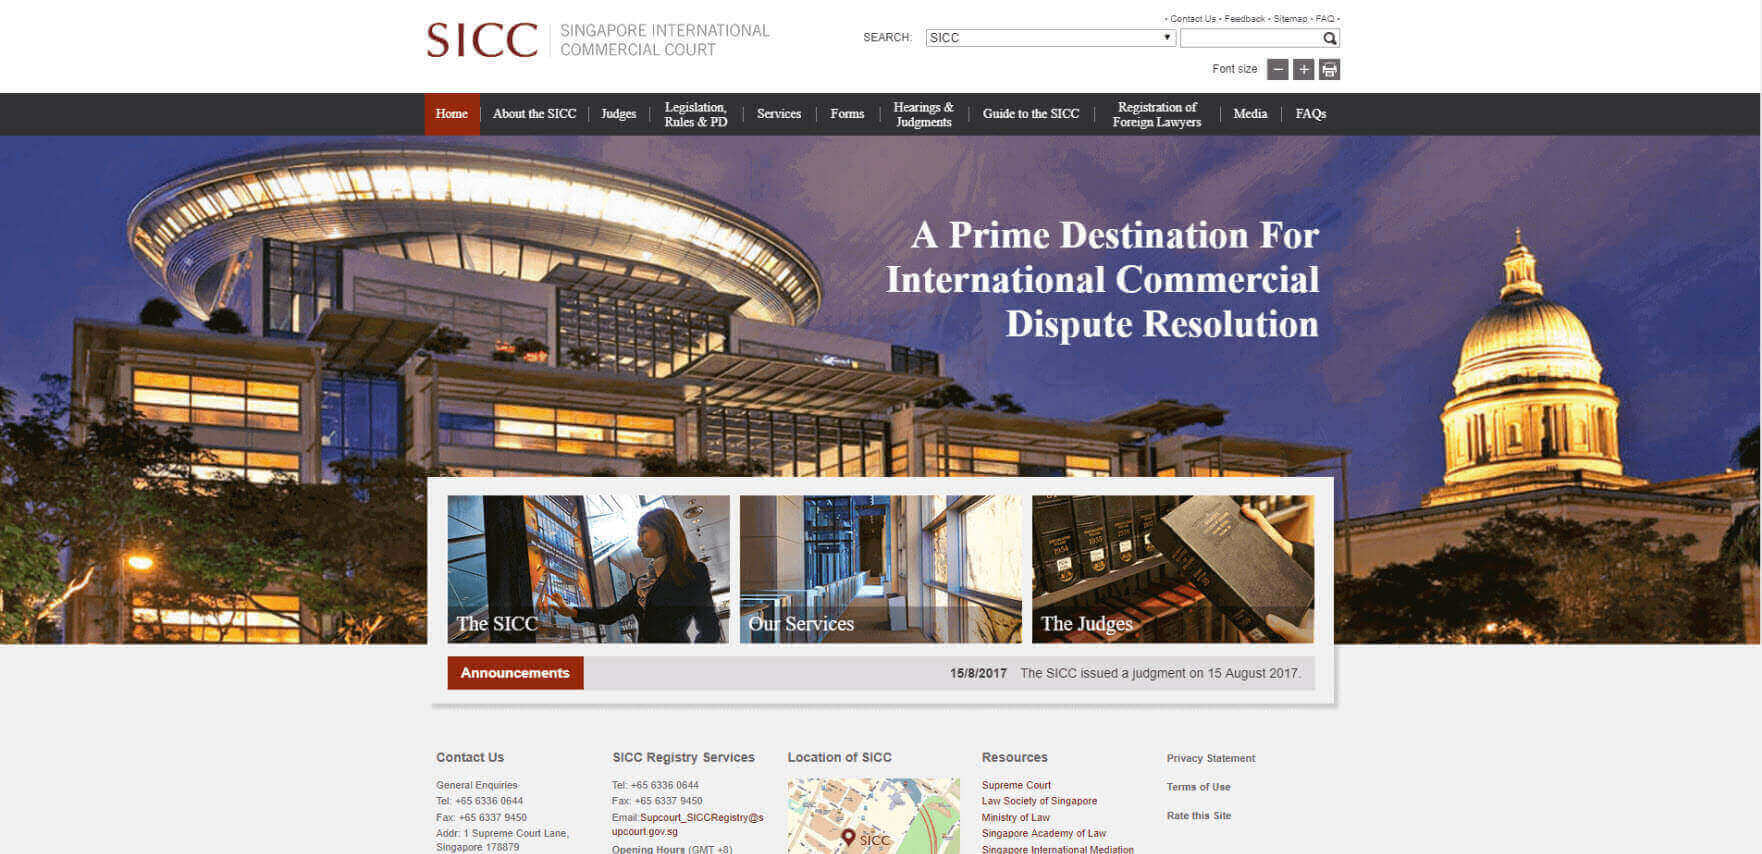 • Contact Us • Feedback • Sitemap • FAQ •
SICC
SINGAPORE INTERNATIONAL
COMMERCIAL COURT
SEARCH:
SICC
Font size
Home
About the SICC
Judges
Legislation,
Rules & PD
Services
Forms
Hearings &
Judgments
Guide to the SICC
Registration of
Foreign Lawyers
Media
FAQs
A Prime Destination For
International Commercial
Dispute Resolution
The SICC
Our Services
The Judges
Announcements
15/8/2017 The SICC issued a judgment on 15 August 2017.
Contact Us
General Enquiries
Tel: +65 6336 0644
Fax: +65 6337 9450
Addr: 1 Supreme Court Lane,
Singapore 178879
SICC Registry Services
Tel: +65 6336 0644
Fax: +65 6337 9450
Email:Supcourt_SICCRegistry@s
upcourt.gov.sg
Opening Hours (GMT +8)
Location of SICC
SICC
Resources
Supreme Court
Law Society of Singapore
Ministry of Law
Singapore Academy of Law
Singapore International Mediation
Privacy Statement
Terms of Use
Rate this Site